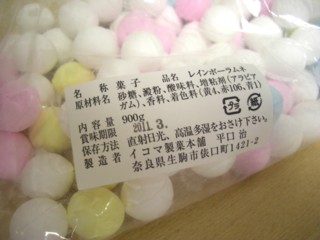 名称 菓子 品名 レインボーラムネ
原材料名 砂糖、澱粉、酸味料、増粘剤(アラビア
ガム)、香料、着色料(黄4、赤106、青1)
内容量 900g
賞味期限 2011.3.
保存方法 直射日光、高温多湿をおさけ下さい。
製造者 イコマ製菓本舗 平口 治
奈良県生駒市俵口町1421-2
プラ
紙